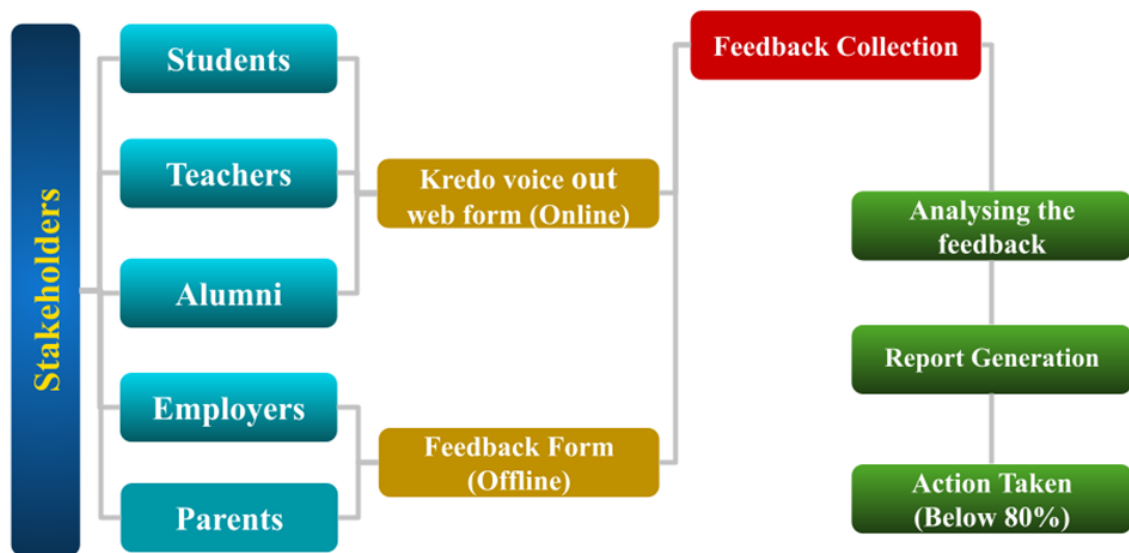 Stakeholders
Students
Teachers
Alumni
Employers
Parents
Kredo voice out
web form (Online)
Feedback Form
(Offline)
Feedback Collection
Analysing the
feedback
Report Generation
Action Taken
(Below 80%)